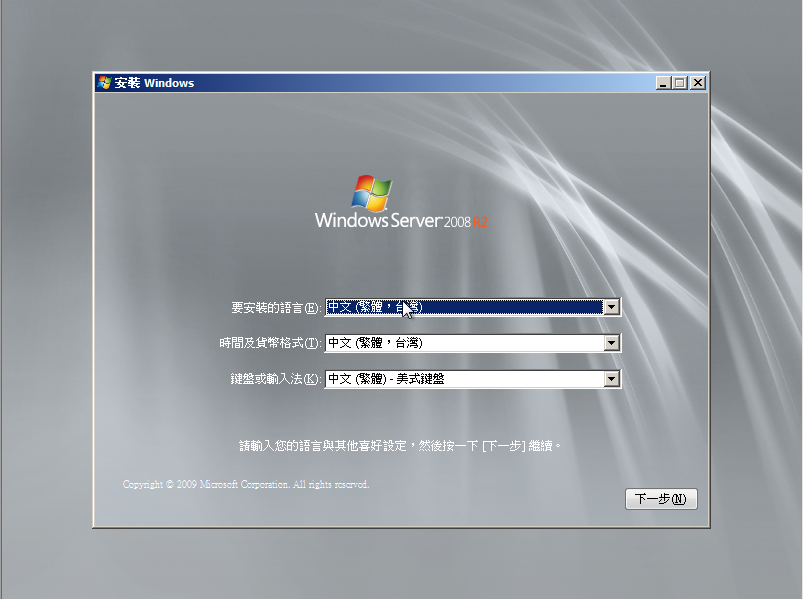 安裝 Windows
Windows Server 2008 R2
要安裝的語言(E): 中文 (繁體，台灣)
時間及貨幣格式(T): 中文 (繁體，台灣)
鍵盤或輸入法(K): 中文 (繁體) - 美式鍵盤
請輸入您的語言與其他喜好設定，然後按一下 [下一步] 繼續。
Copyright © 2009 Microsoft Corporation. All rights reserved.
下一步(N)